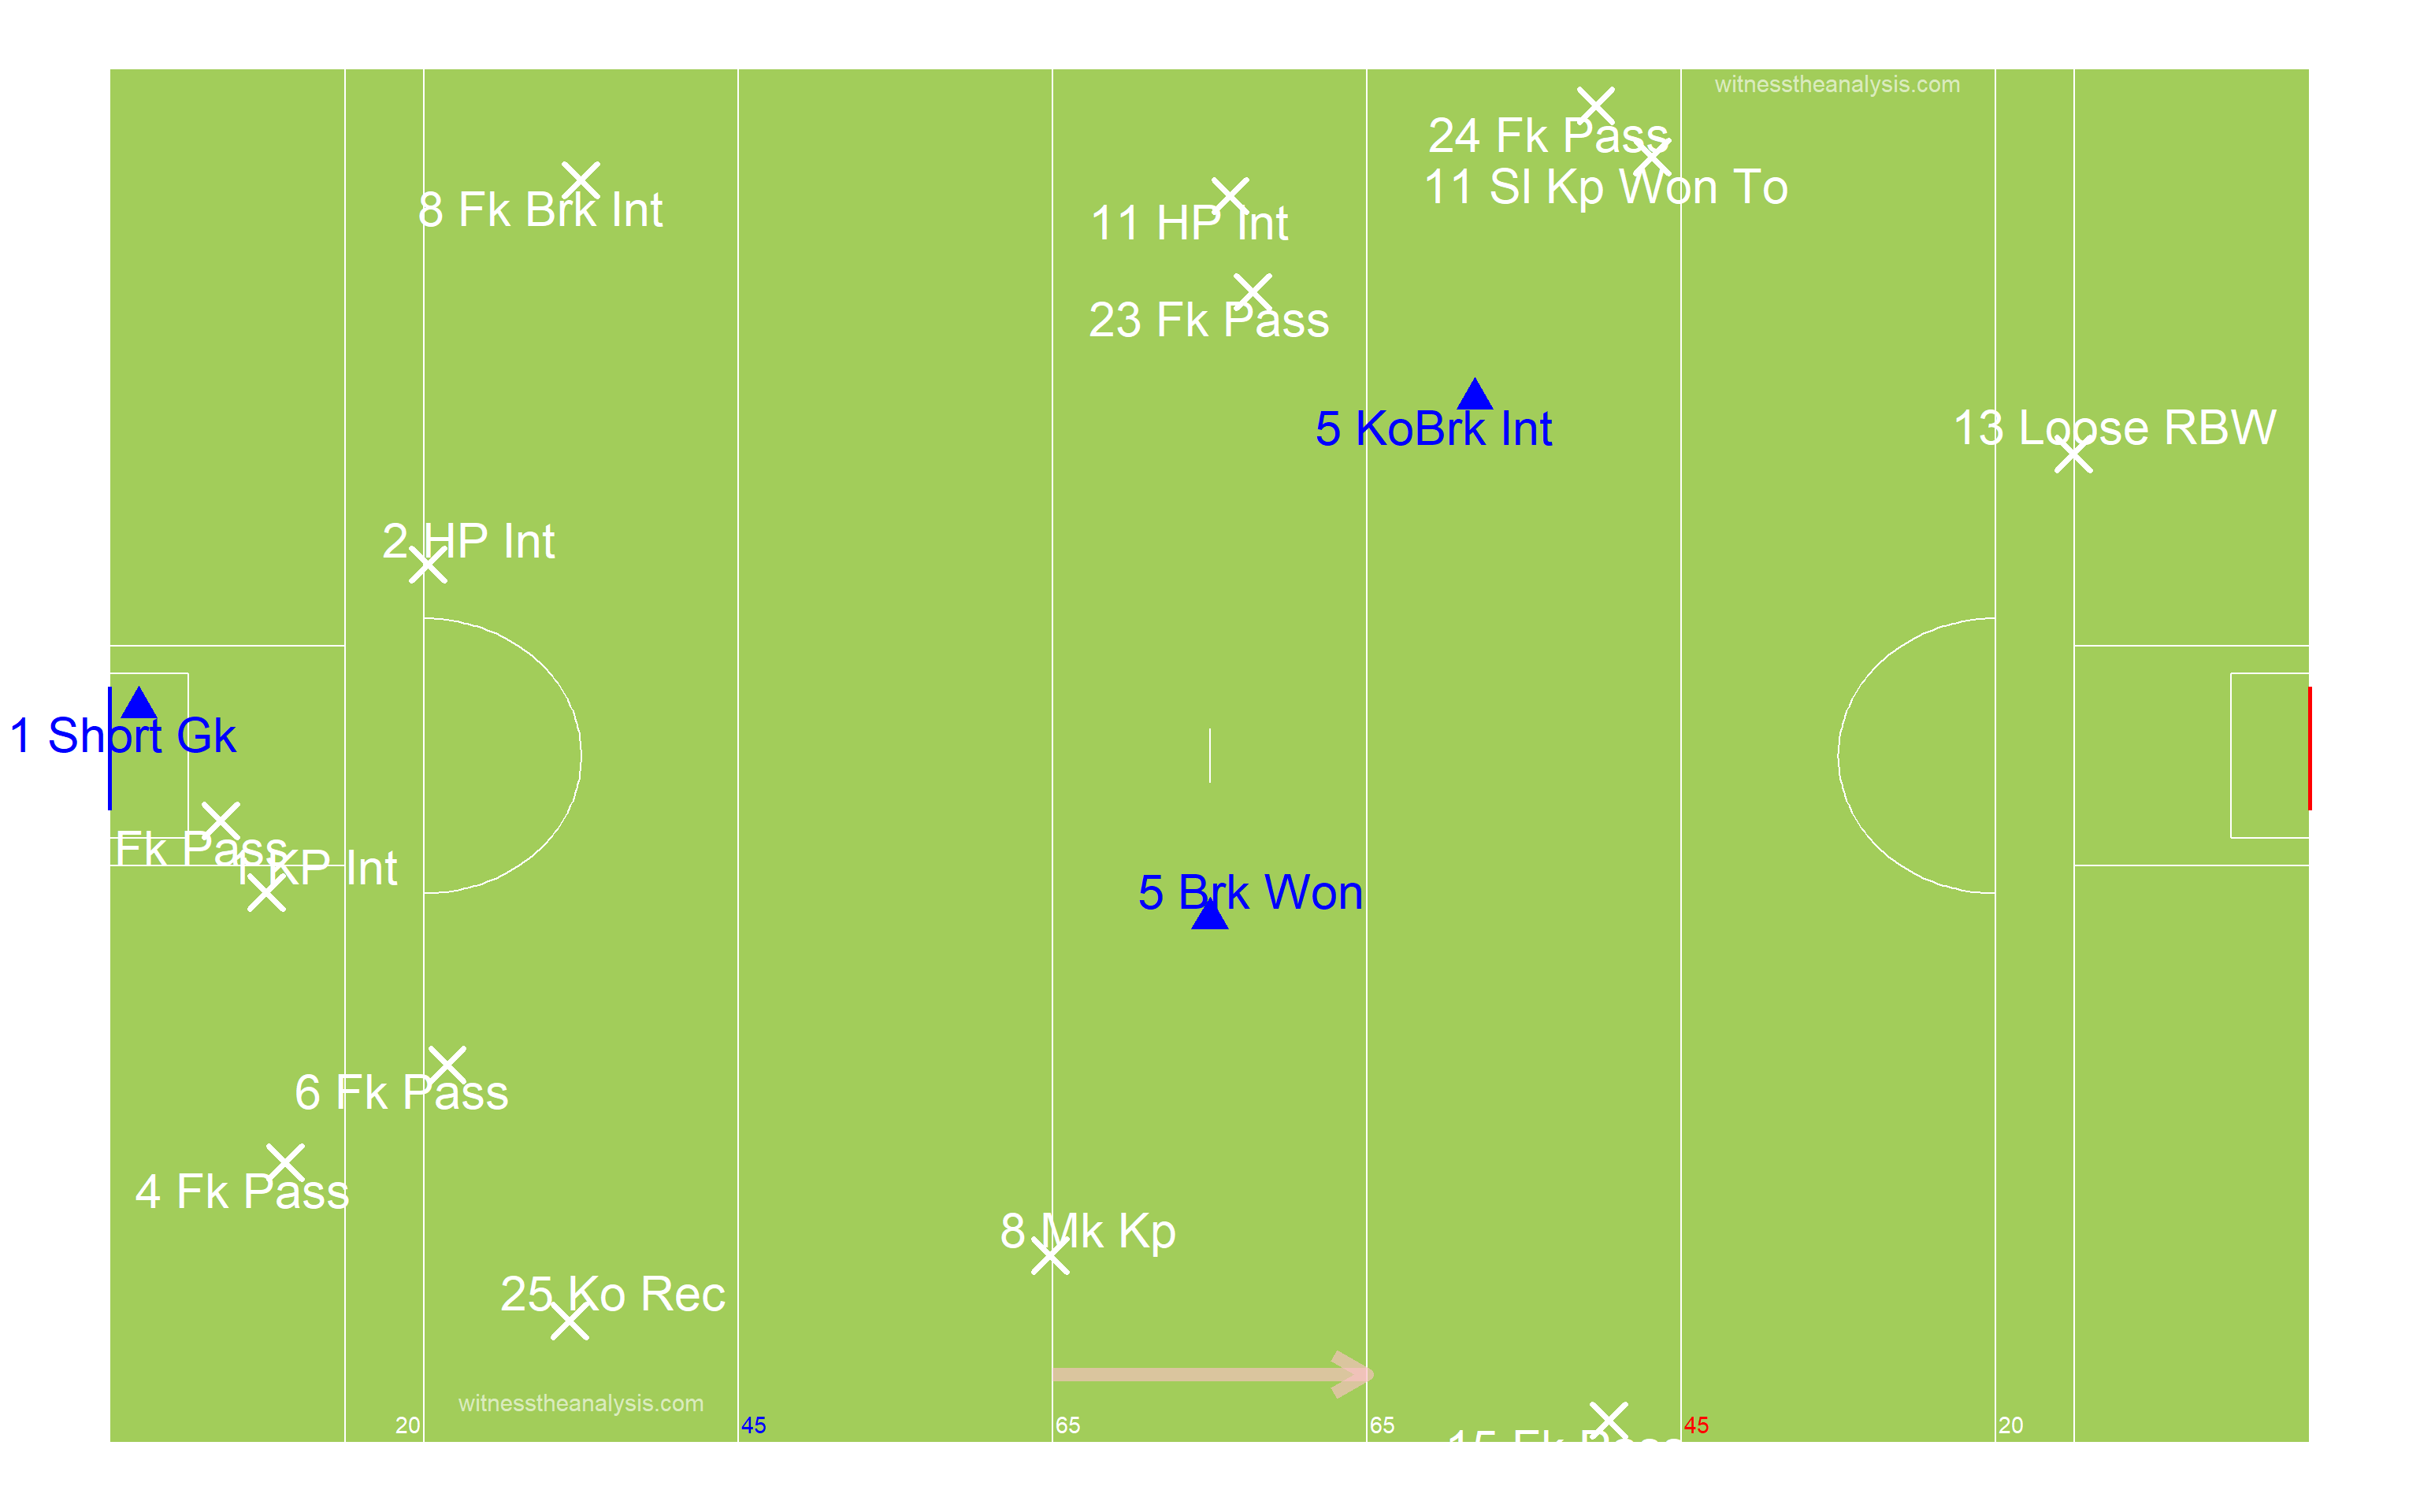 witnesstheanalysis.com
24 Fk Pass
11 Sl Kp Won To
8 Fk Brk Int
11 HP Int
23 Fk Pass
5 KoBrk Int
13 Loose RBW
2 HP Int
1 Short Gk
Fk Pass
1 KP Int
5 Brk Won
6 Fk Pass
4 Fk Pass
8 Mk Kp
25 Ko Rec
witnesstheanalysis.com
20
45
65
65
15 Fk Pass
45
20